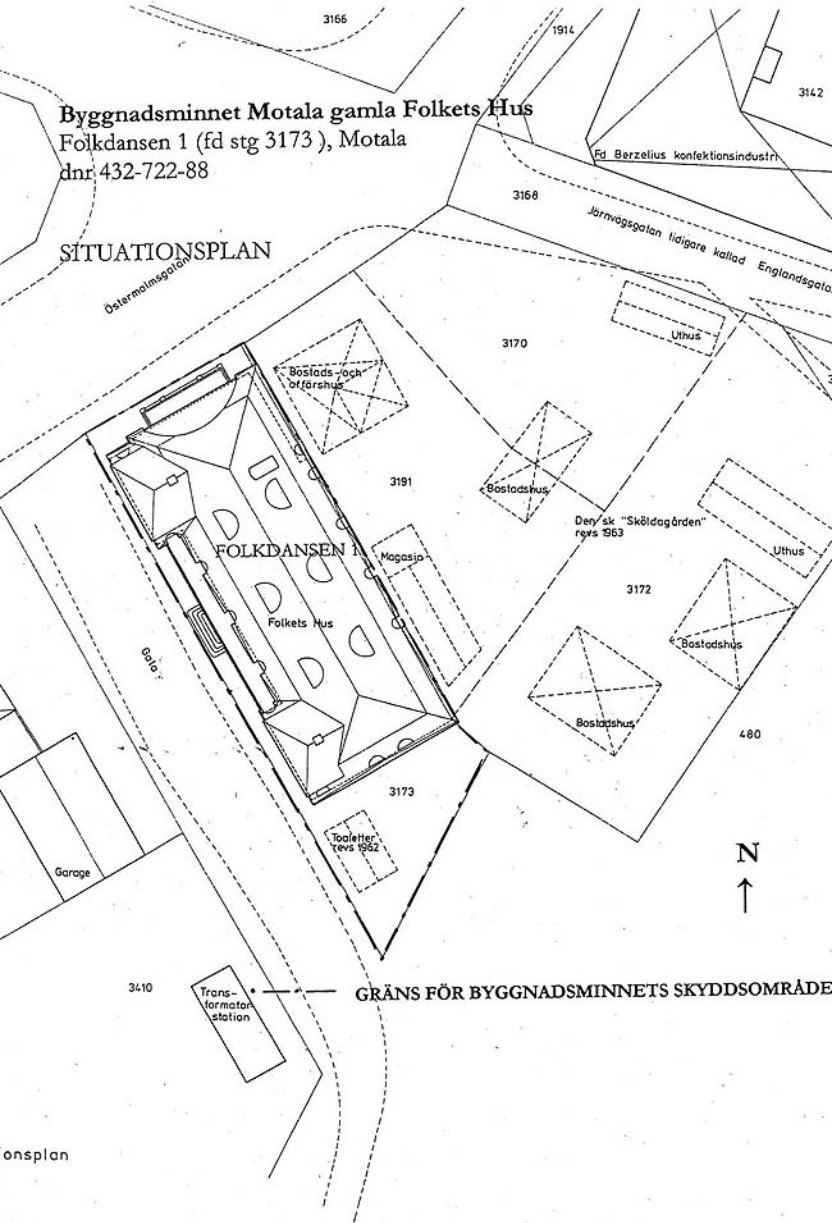 3166
1914
3142
Byggnadsminnet Motala gamla Folkets Hus
Folkdansen 1 (fd stg 3173 ), Motala
dnr 432-722-88
Fd Berzelius konfektionsindustri
3168
Järnvägsgatan tidigare kallad Englandsgatan
SITUATIONSPLAN
Östermalmsgatan
3170
Uthus
Bostads-och
affärshus
3191
Bostadshus
Den sk "Sköldagården"
revs 1963
Uthus
FOLKDANSEN 1
Magasin
3172
Folkets Hus
Bostadshus
Gata
Bostadshus
480
3173
Toaletter
revs 1962
Garage
N
3410
Trans-
formator
station
GRÄNS FÖR BYGGNADSMINNETS SKYDDSOMRÅDE
onsplan